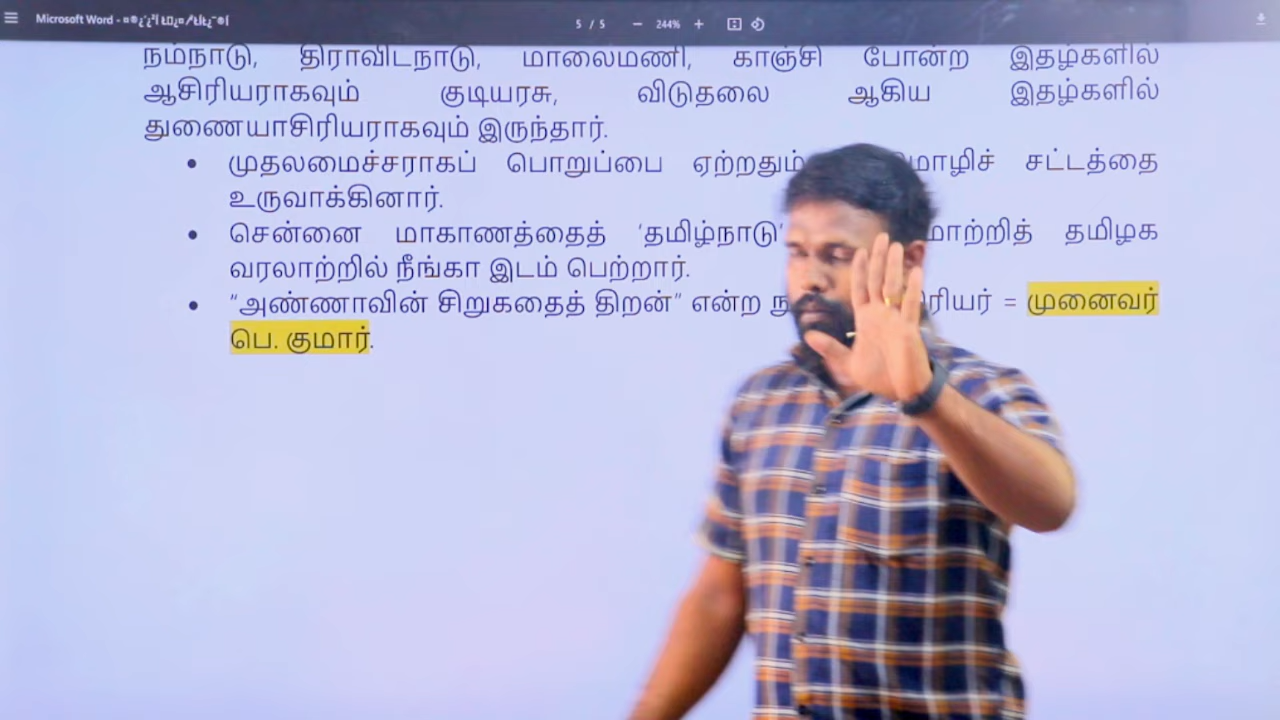 Microsoft Word -
5 / 5
244%
நம்நாடு, திராவிடநாடு, மாலைமணி, காஞ்சி போன்ற இதழ்களில்
ஆசிரியராகவும் குடியரசு, விடுதலை ஆகிய இதழ்களில்
துணையாசிரியராகவும் இருந்தார்.
முதலமைச்சராகப் பொறுப்பை ஏற்றதும் சட்டத்தை
உருவாக்கினார்.
சென்னை மாகாணத்தைத் 'தமிழ்நாடு' மாற்றித் தமிழக
வரலாற்றில் நீங்கா இடம் பெற்றார்.
"அண்ணாவின் சிறுகதைத் திறன்" என்ற = முனைவர்
பெ. குமார்.